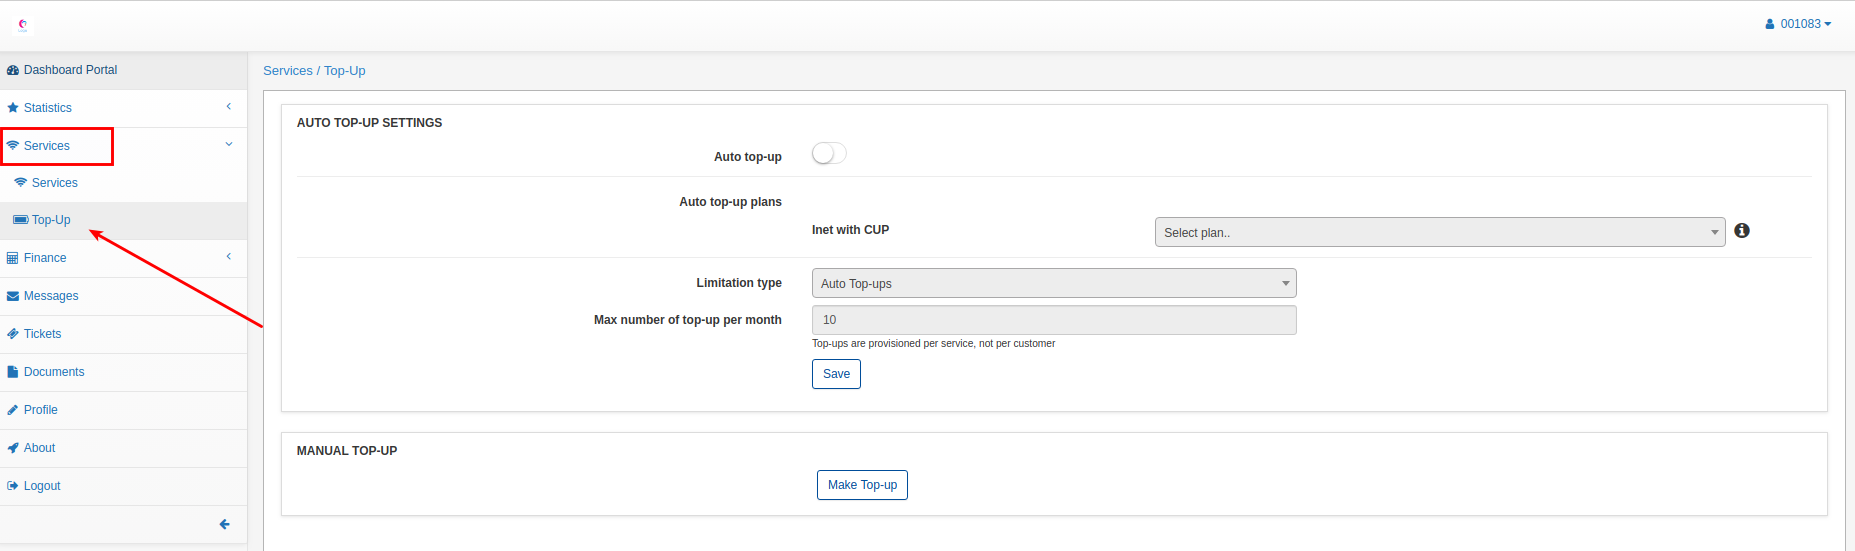 001083
Dashboard Portal
Statistics
Services
Services
Top-Up
Finance
Messages
Tickets
Documents
Profile
About
Logout
Services / Top-Up
AUTO TOP-UP SETTINGS
Auto top-up
Auto top-up plans
Inet with CUP
Select plan..
Limitation type
Auto Top-ups
Max number of top-up per month
10
Top-ups are provisioned per service, not per customer
Save
MANUAL TOP-UP
Make Top-up